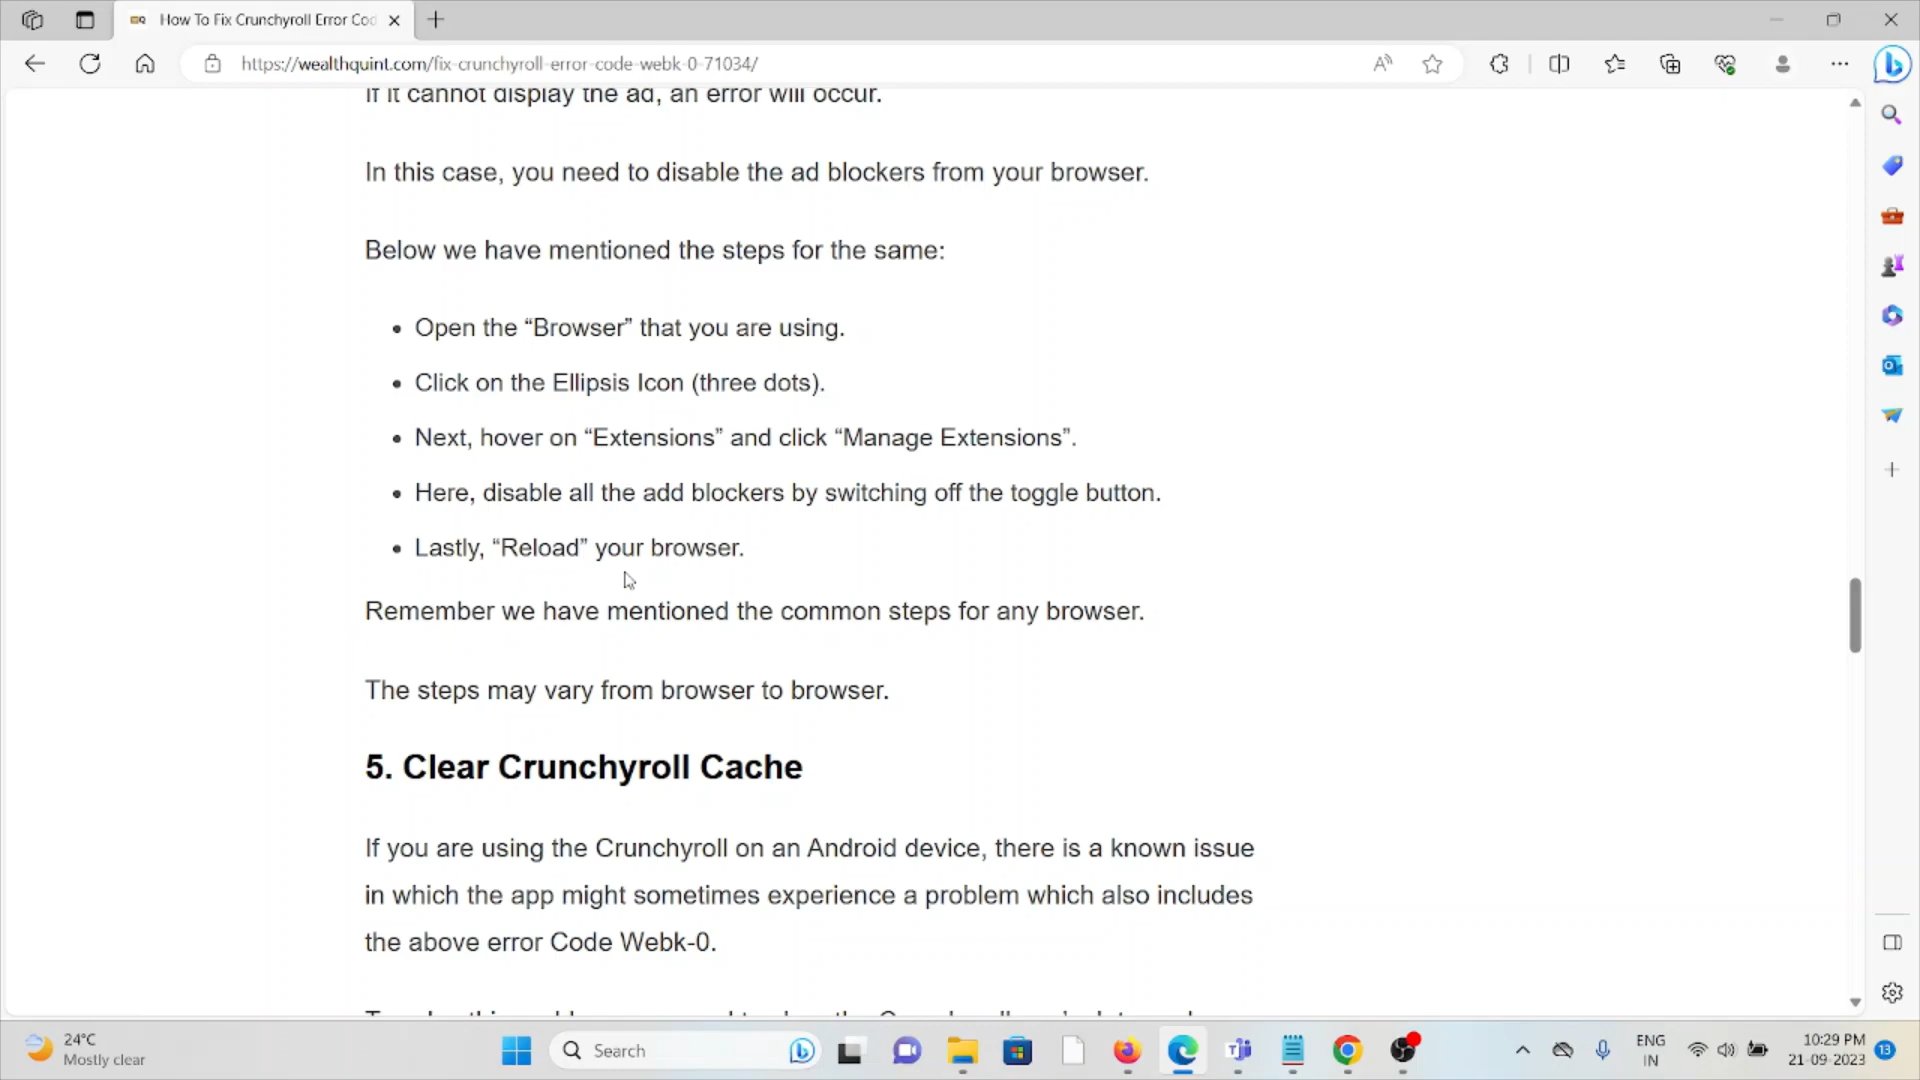 How To Fix Crunchyroll Error Coc
https://wealthquint.com/fix-crunchyroll-error-code-webk-0-71034/
If it cannot display the ad, an error will occur.
In this case, you need to disable the ad blockers from your browser.
Below we have mentioned the steps for the same:
• Open the “Browser” that you are using.
• Click on the Ellipsis Icon (three dots).
• Next, hover on “Extensions” and click “Manage Extensions”.
• Here, disable all the add blockers by switching off the toggle button.
• Lastly, “Reload” your browser.
Remember we have mentioned the common steps for any browser.
The steps may vary from browser to browser.
5. Clear Crunchyroll Cache
If you are using the Crunchyroll on an Android device, there is a known issue
in which the app might sometimes experience a problem which also includes
the above error Code Webk-0.
24°C
Mostly clear
Search
ENG
IN
10:29 PM
21-09-2023
13